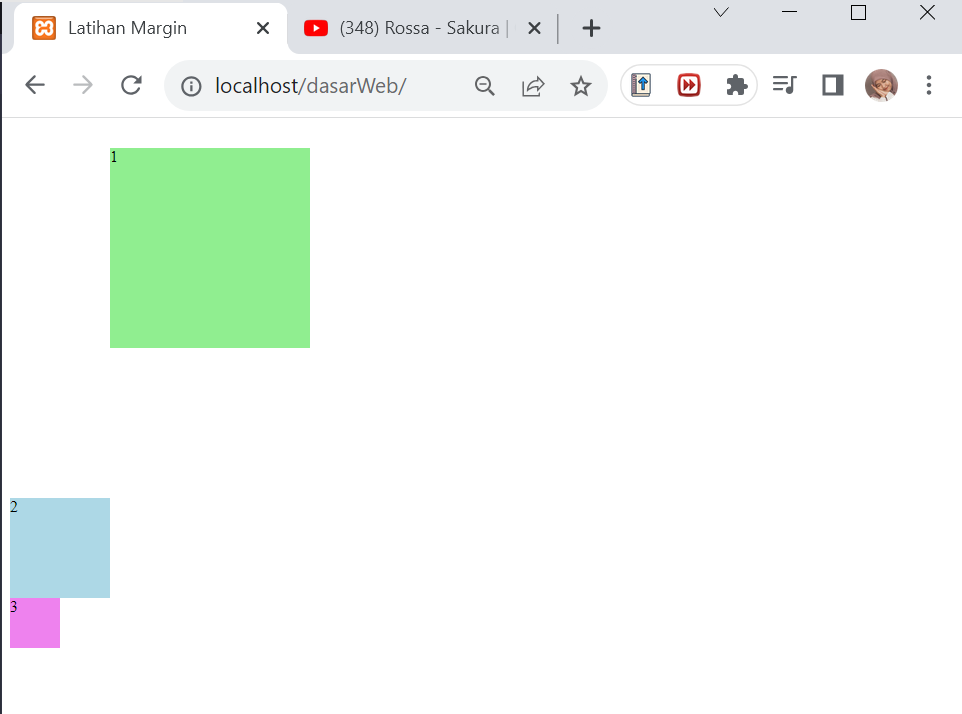 Latihan Margin
(348) Rossa - Sakura |
localhost/dasarWeb/
1
2
3